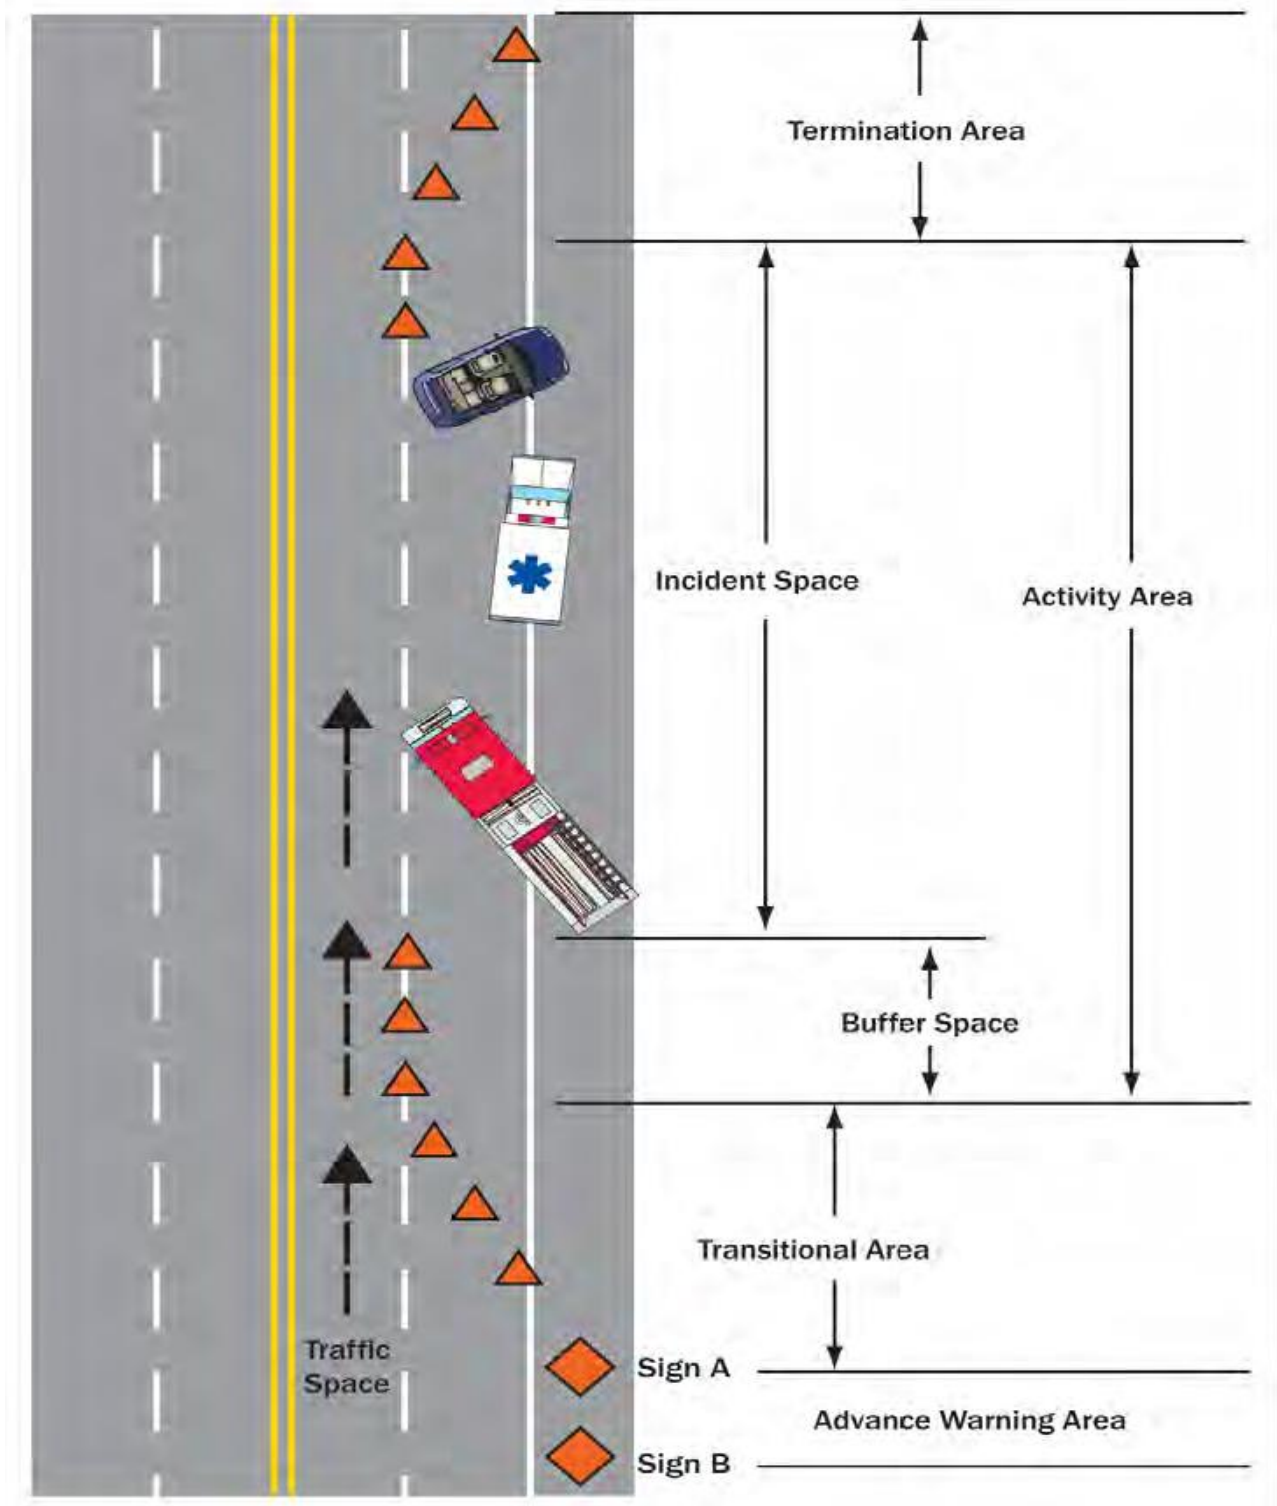 Termination Area
Incident Space
Activity Area
Buffer Space
Transitional Area
Traffic
Space
Sign A
Advance Warning Area
Sign B